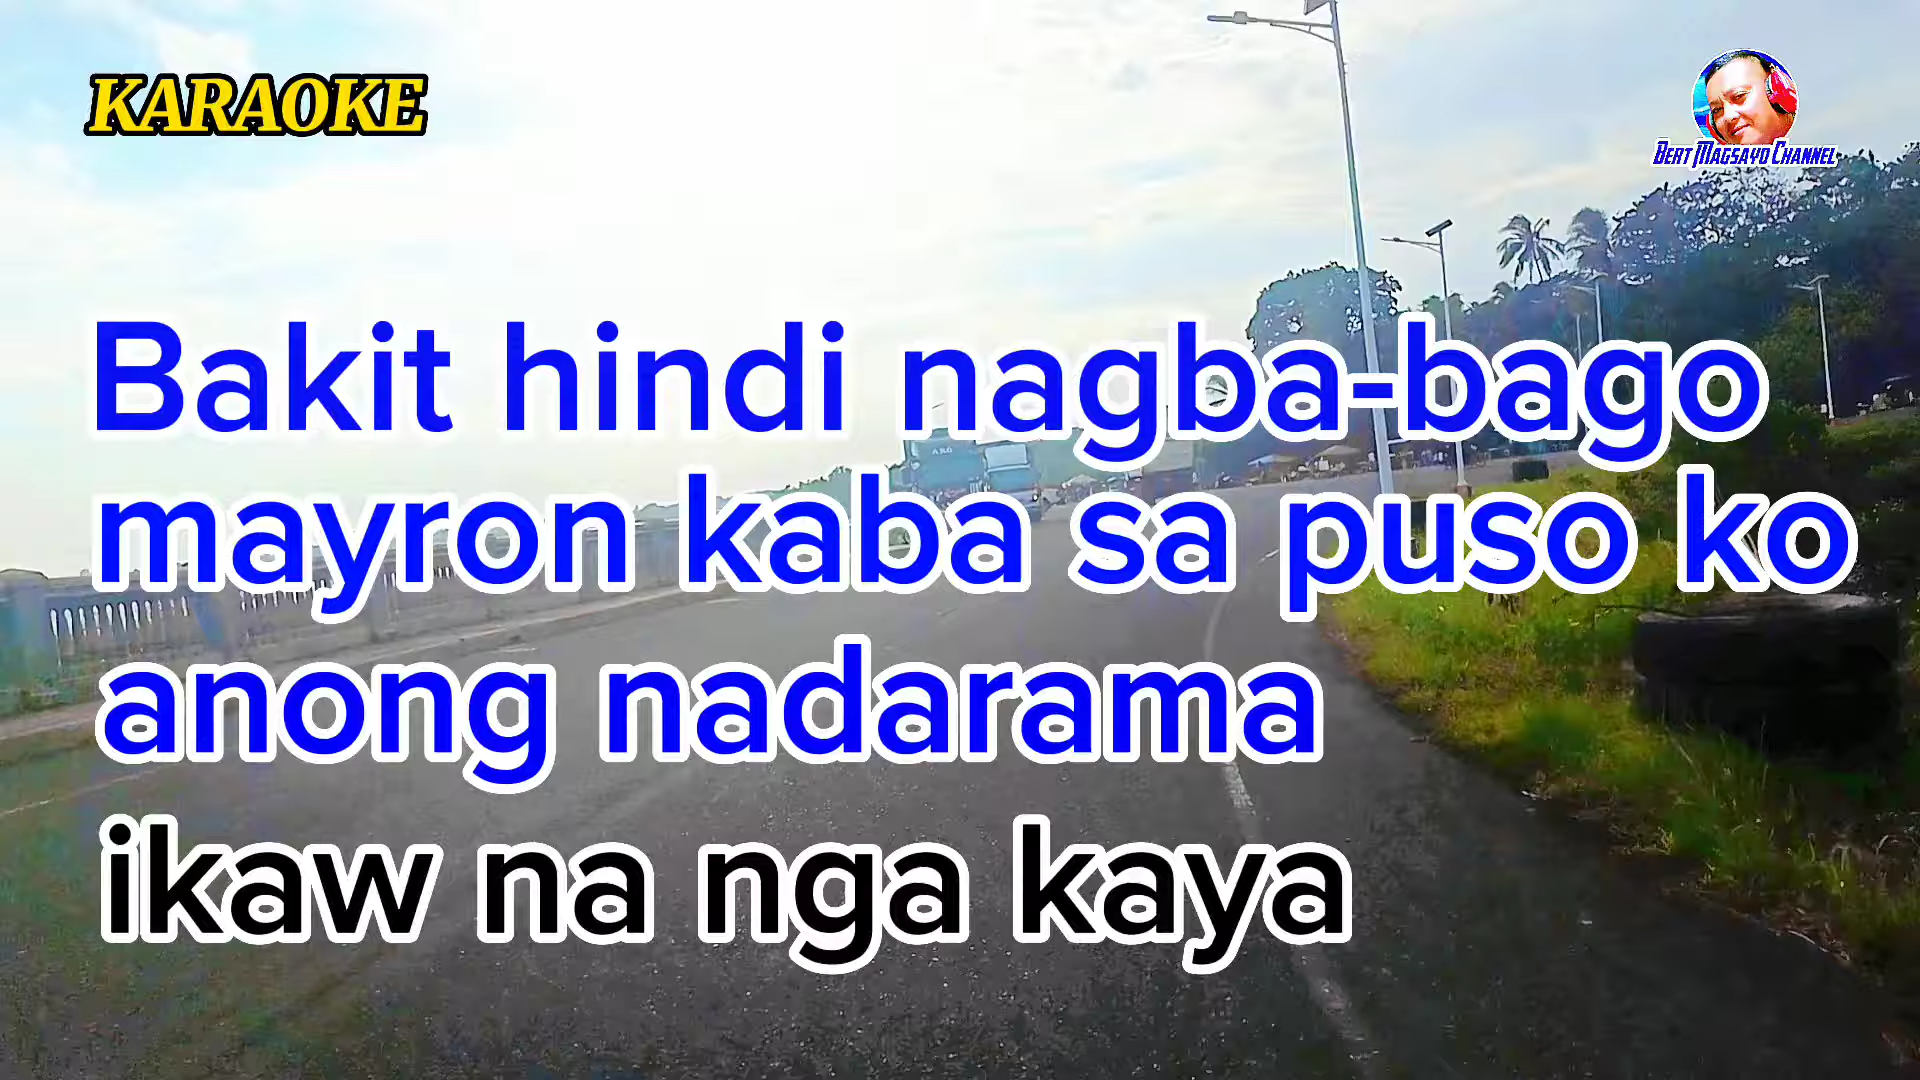 KARAOKE
BERT MAGSAYO CHANNEL
Bakit hindi nagba-bago
mayron kaba sa puso ko
anong nadarama
ikaw na nga kaya